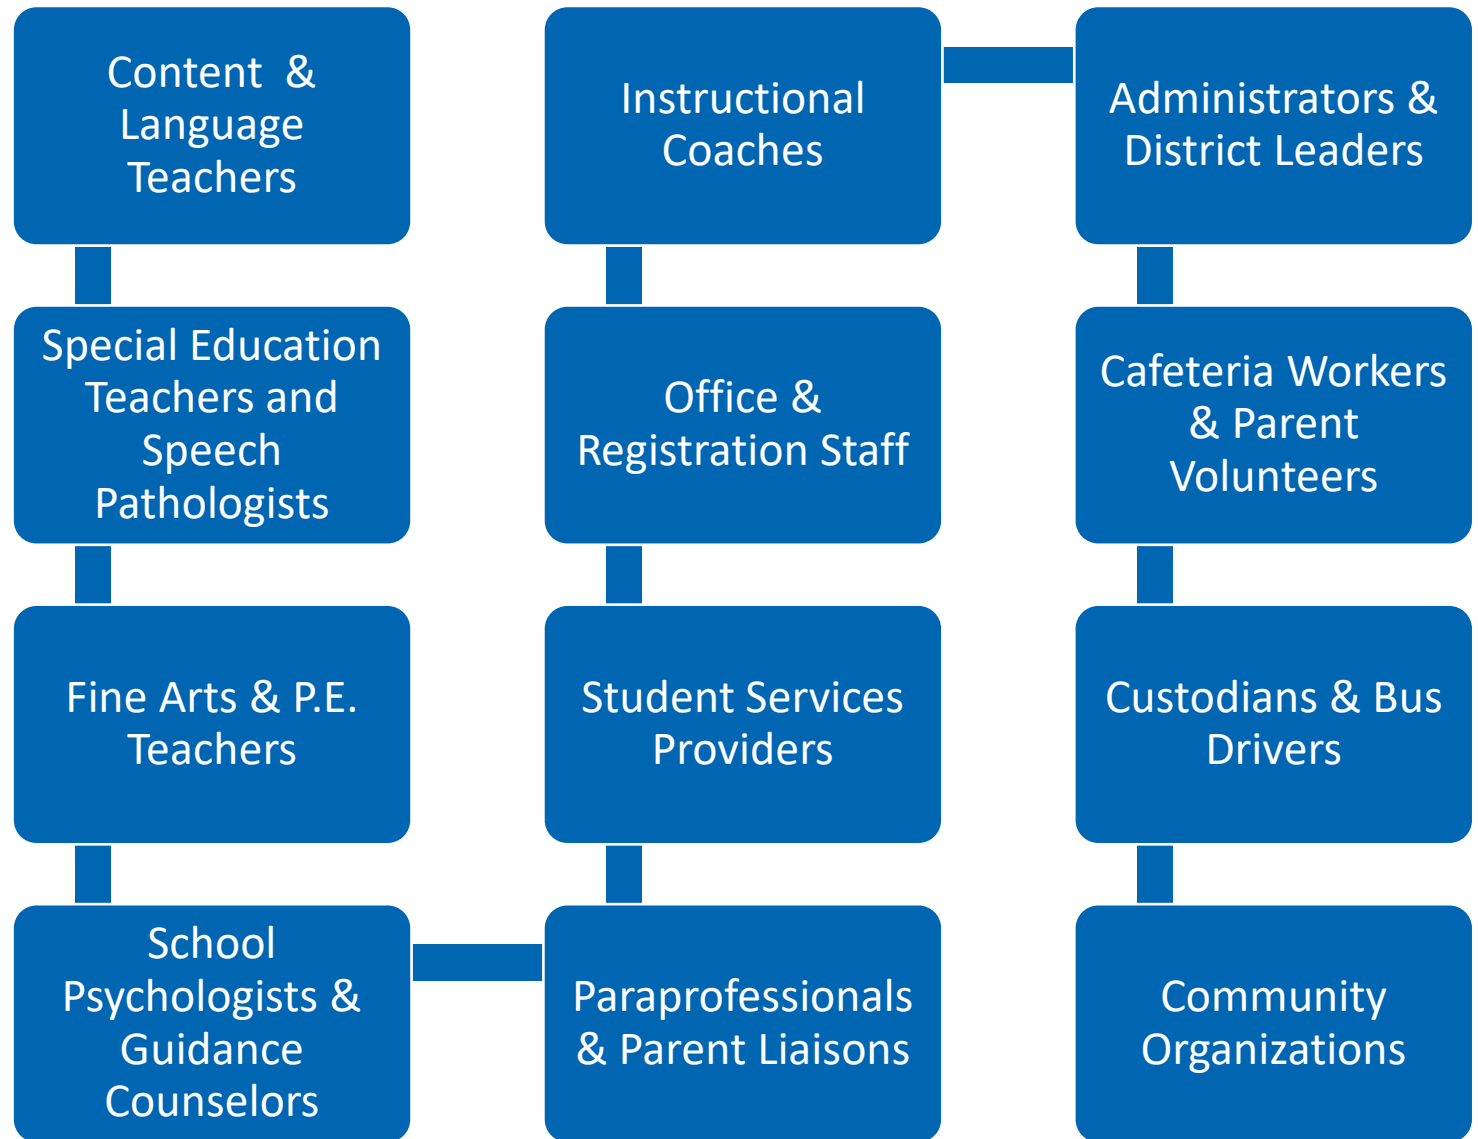 Content  &
Language
Teachers
Special Education
Teachers and
Speech
Pathologists
Fine Arts & P.E.
Teachers
School
Psychologists &
Guidance
Counselors
Paraprofessionals
& Parent Liaisons
Student Services
Providers
Office &
Registration Staff
Instructional
Coaches
Administrators &
District Leaders
Cafeteria Workers
& Parent
Volunteers
Custodians & Bus
Drivers
Community
Organizations